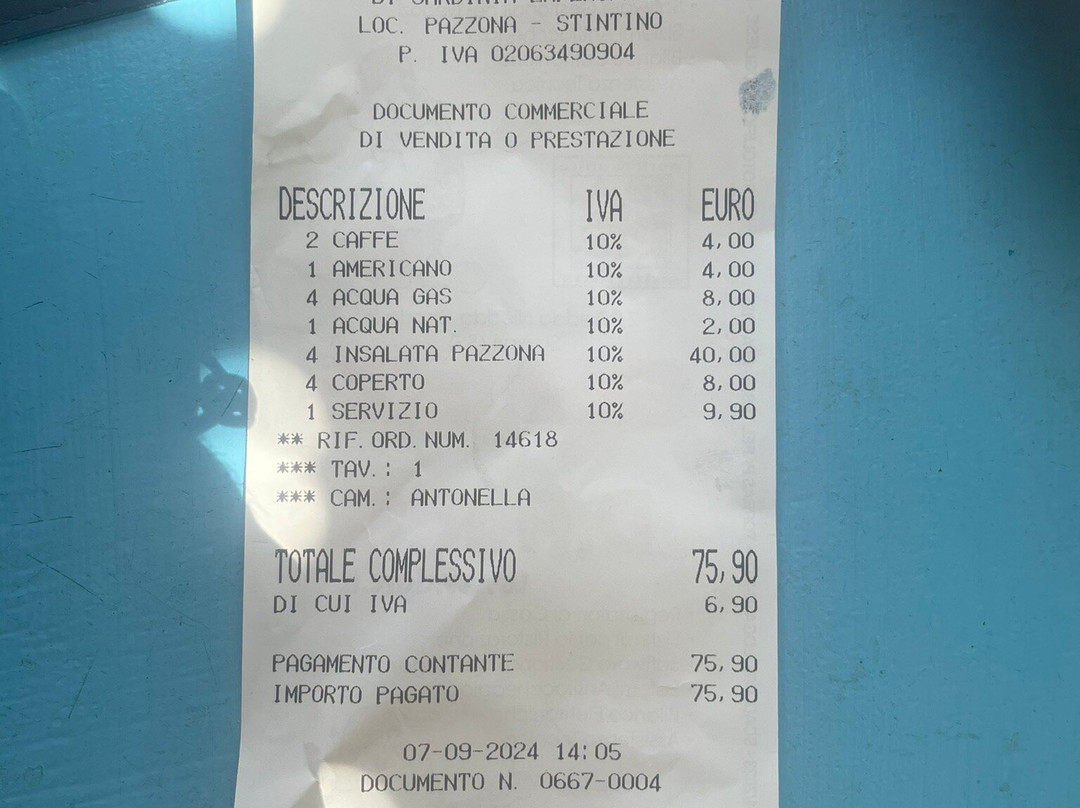 DI SARDINIA
LOC. PAZZONA - STINTINO
P. IVA 02063490904
DOCUMENTO COMMERCIALE
DI VENDITA O PRESTAZIONE
DESCRIZIONE IVA EURO
2 CAFFE 10% 4,00
1 AMERICANO 10% 4,00
4 ACQUA GAS 10% 8,00
1 ACQUA NAT. 10% 2,00
4 INSALATA PAZZONA 10% 40,00
4 COPERTO 10% 8,00
1 SERVIZIO 10% 9,90
** RIF.ORD.NUM. 14618
*** TAV.: 1
*** CAM.: ANTONELLA
TOTALE COMPLESSIVO 75,90
DI CUI IVA 6,90
PAGAMENTO CONTANTE 75,90
IMPORTO PAGATO 75,90
07-09-2024 14:05
DOCUMENTO N. 0667-0004